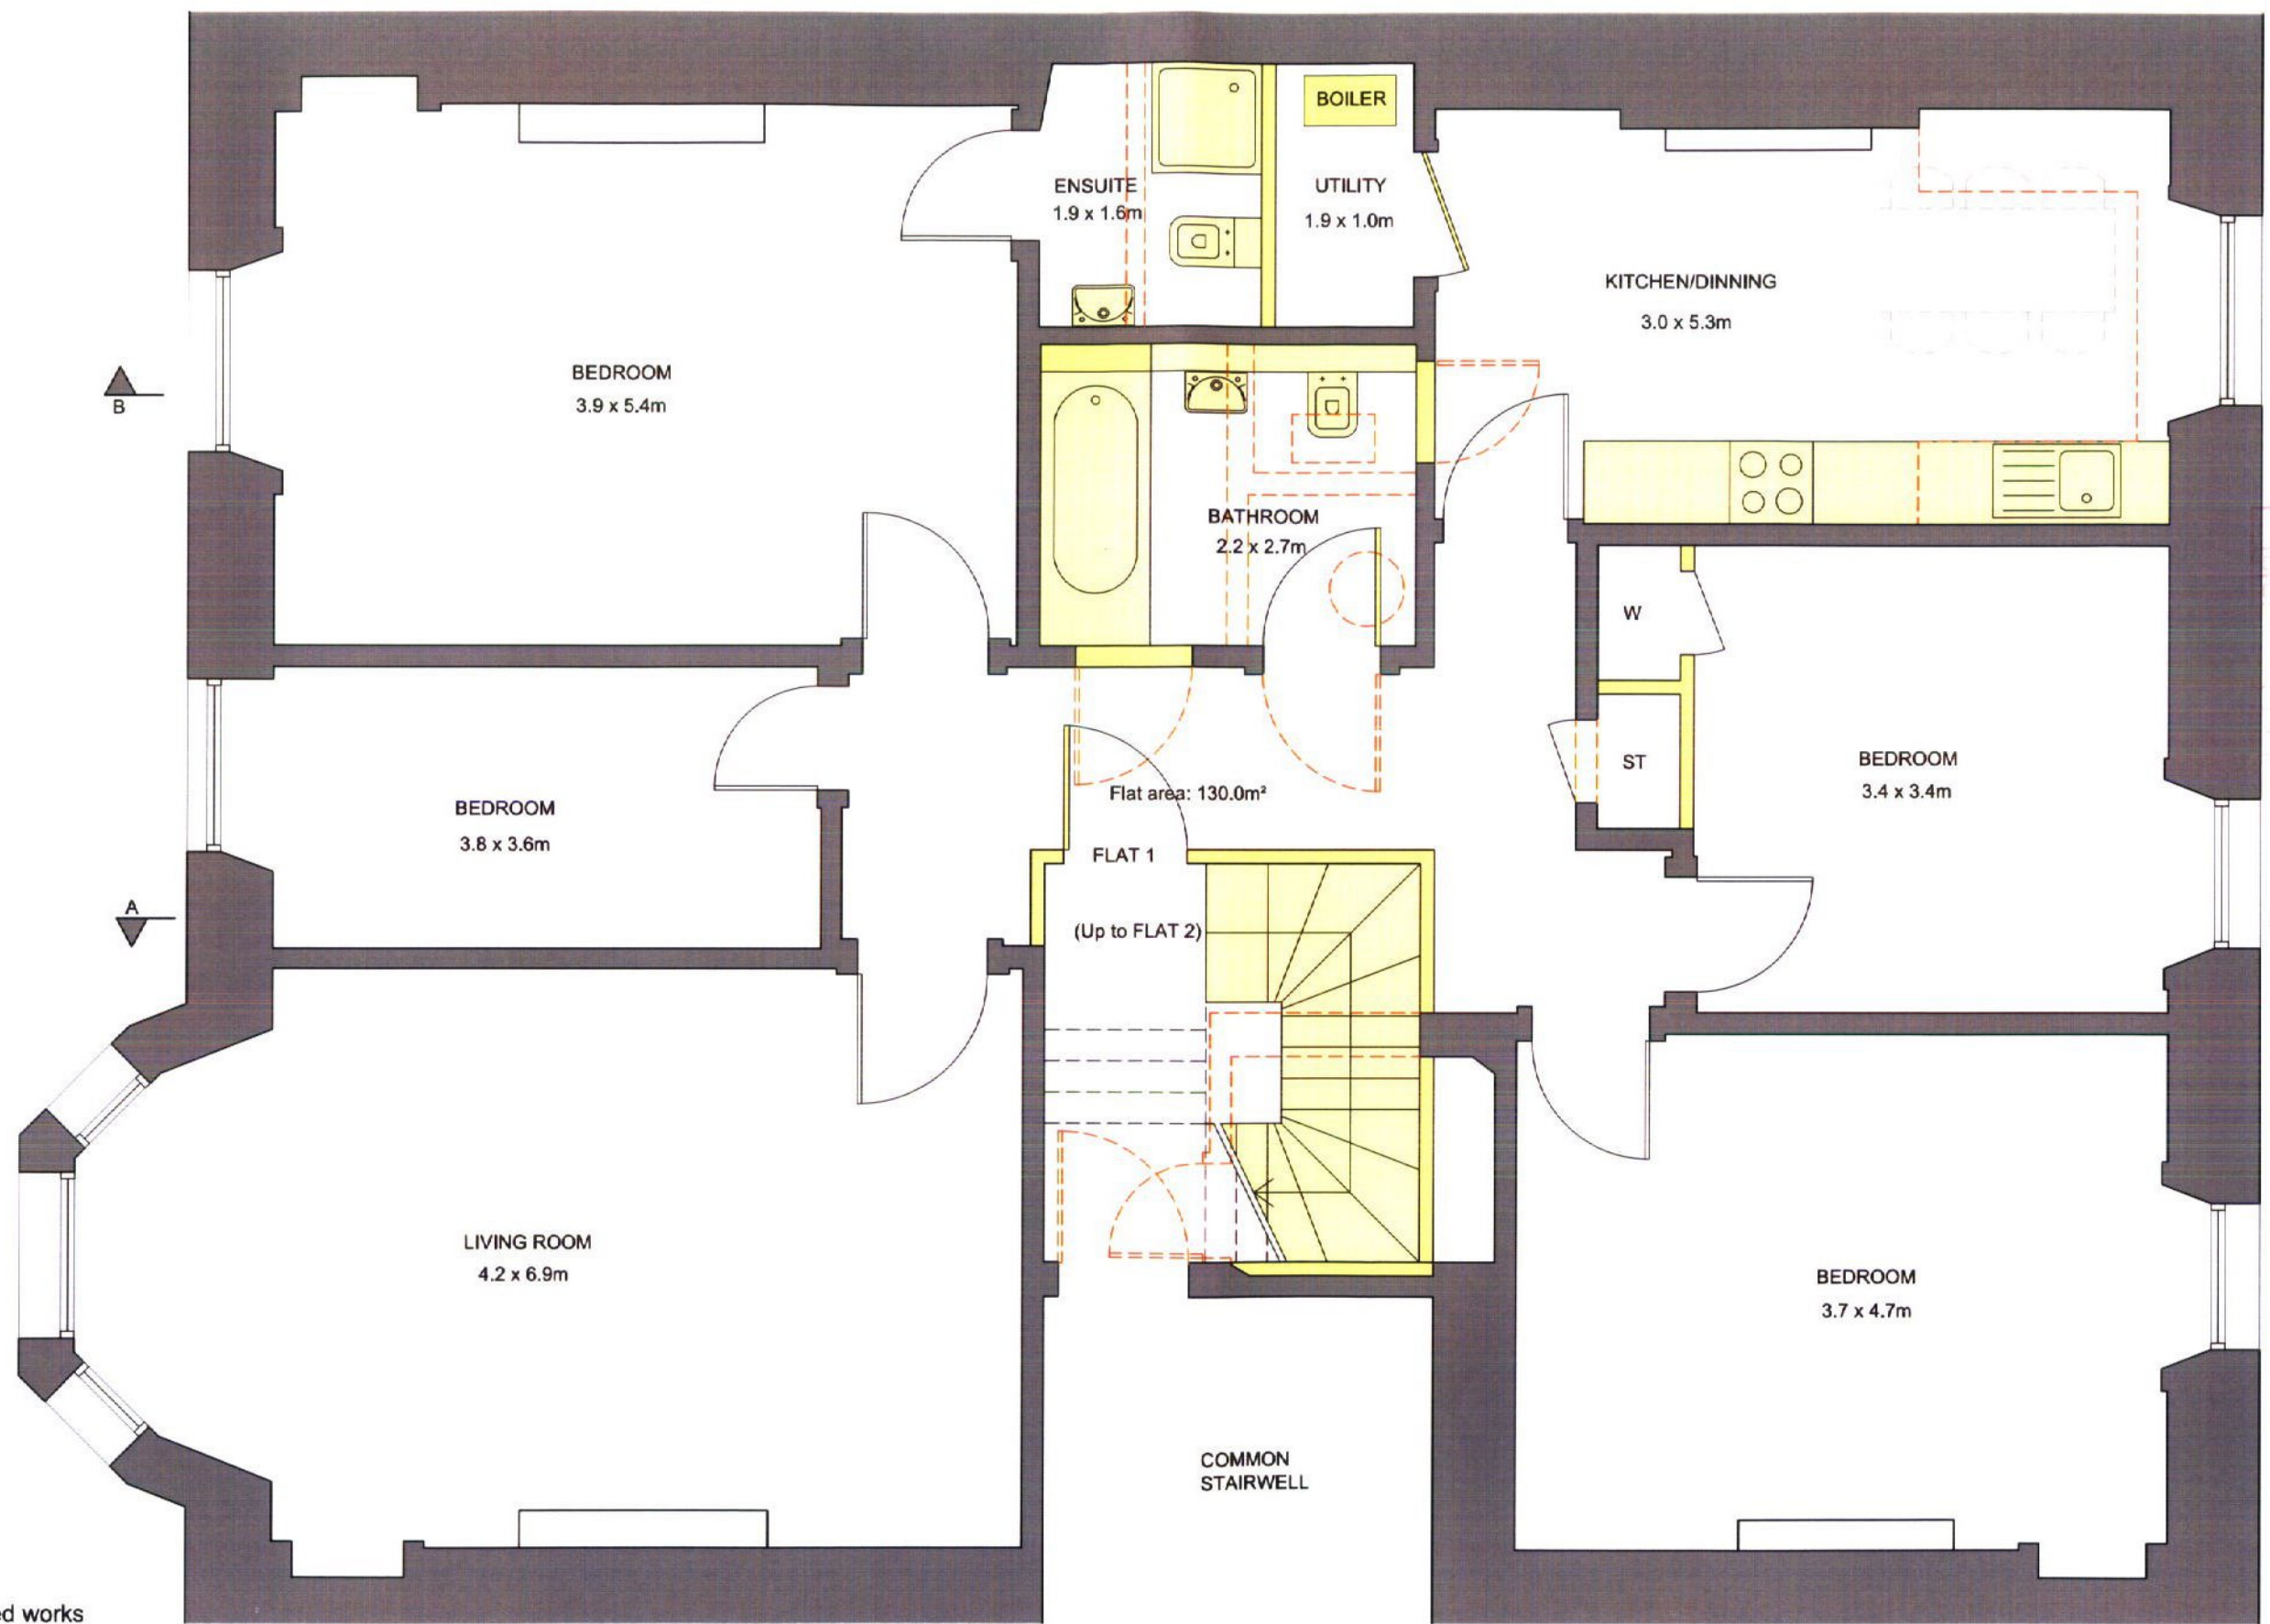 BOILER
ENSUITE
1.9 x 1.6m
UTILITY
1.9 x 1.0m
KITCHEN/DINNING
3.0 x 5.3m
BEDROOM
3.9 x 5.4m
B
BATHROOM
2.2 x 2.7m
W
ST
BEDROOM
3.4 x 3.4m
Flat area: 130.0m²
BEDROOM
3.8 x 3.6m
FLAT 1
A
(Up to FLAT 2)
LIVING ROOM
4.2 x 6.9m
BEDROOM
3.7 x 4.7m
COMMON
STAIRWELL
works